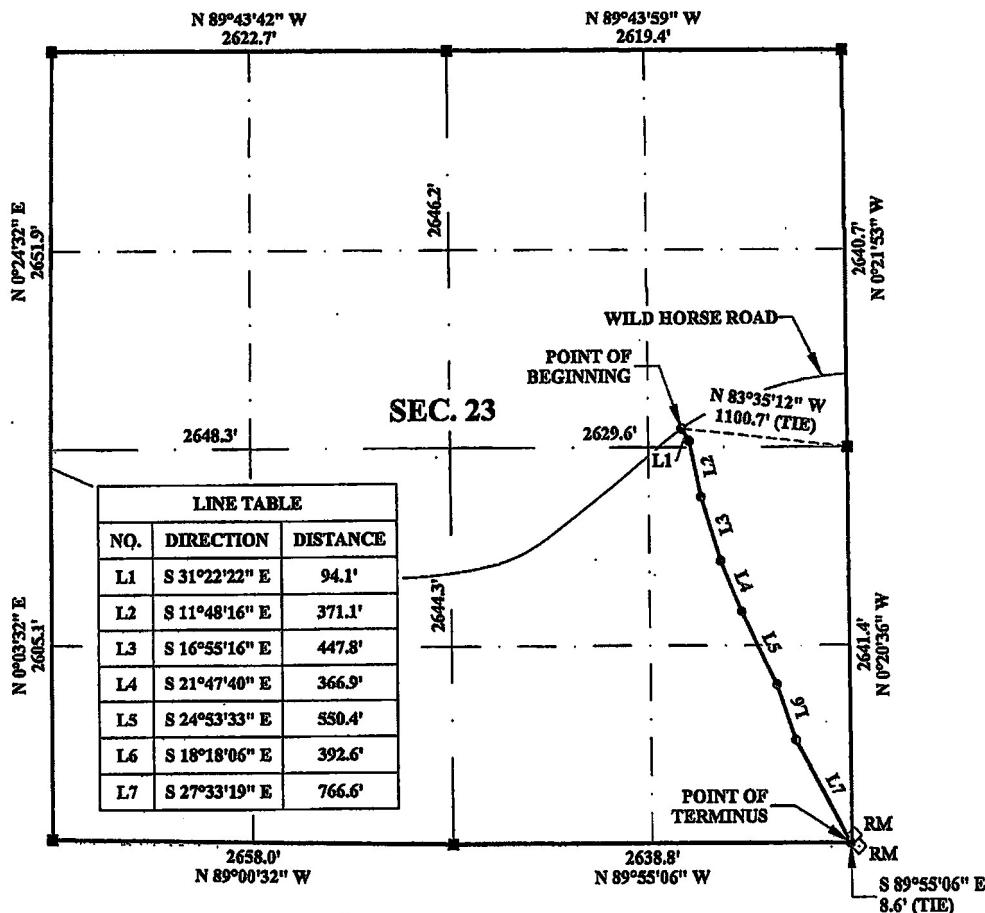 N 89°43'42" W
2622.7'
N 89°43'59" W
2619.4'
N 0°24'32" E
2651.9'
2646.2'
2640.7'
N 0°21'53" W
WILD HORSE ROAD
POINT OF
BEGINNING
N 83°35'12" W
1100.7' (TIE)
SEC. 23
2648.3'
2629.6'
L1
L2
L3
L4
L5
L6
L7
LINE TABLE
NO. DIRECTION DISTANCE
L1 S 31°22'22" E 94.1'
L2 S 11°48'16" E 371.1'
L3 S 16°55'16" E 447.8'
L4 S 21°47'40" E 366.9'
L5 S 24°53'33" E 550.4'
L6 S 18°18'06" E 392.6'
L7 S 27°33'19" E 766.6'
N 0°03'32" E
2605.1'
2644.3'
2641.4'
N 0°20'36" W
POINT OF
TERMINUS
RM
RM
2658.0'
N 89°00'32" W
2638.8'
N 89°55'06" W
S 89°55'06" E
8.6' (TIE)